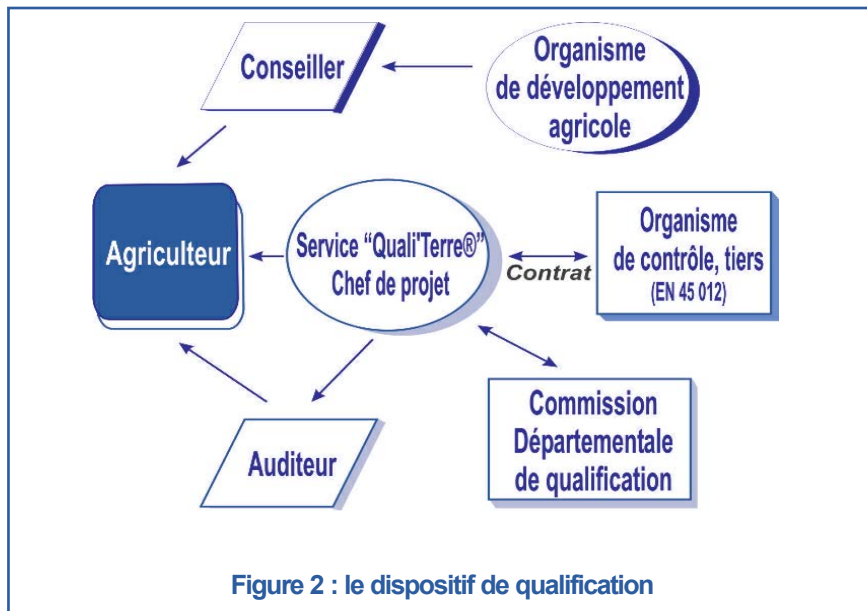 Conseiller
Organisme
de développement
agricole
Agriculteur
Service “Quali'Terre®”
Chef de projet
Contrat
Organisme
de contrôle, tiers
(EN 45 012)
Auditeur
Commission
Départementale
de qualification
Figure 2 : le dispositif de qualification